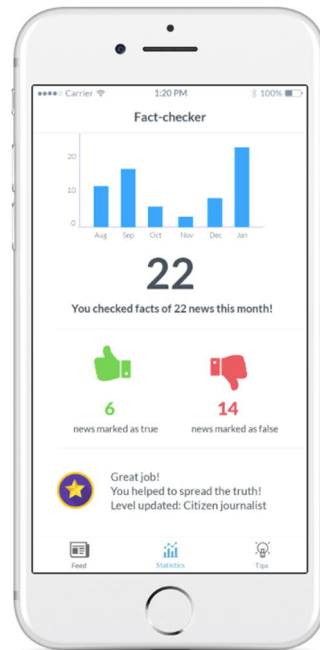 Carrier 1:20 PM 100%
Fact-checker
20
10
0
Aug Sep Oct Nov Dec Jan
22
You checked facts of 22 news this month!
6 14
news marked as true news marked as false
Great job!
You helped to spread the truth!
Level updated: Citizen journalist
Feed Statistics Tips